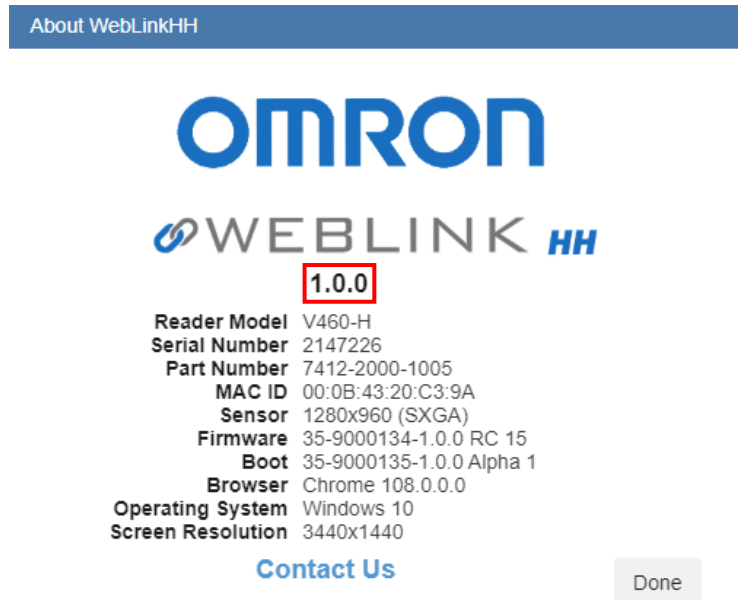 About WebLinkHH
OMRON
WEBLINK HH
1.0.0
Reader Model V460-H
Serial Number 2147226
Part Number 7412-2000-1005
MAC ID 00:0B:43:20:C3:9A
Sensor 1280x960 (SXGA)
Firmware 35-9000134-1.0.0 RC 15
Boot 35-9000135-1.0.0 Alpha 1
Browser Chrome 108.0.0.0
Operating System Windows 10
Screen Resolution 3440x1440
Contact Us
Done